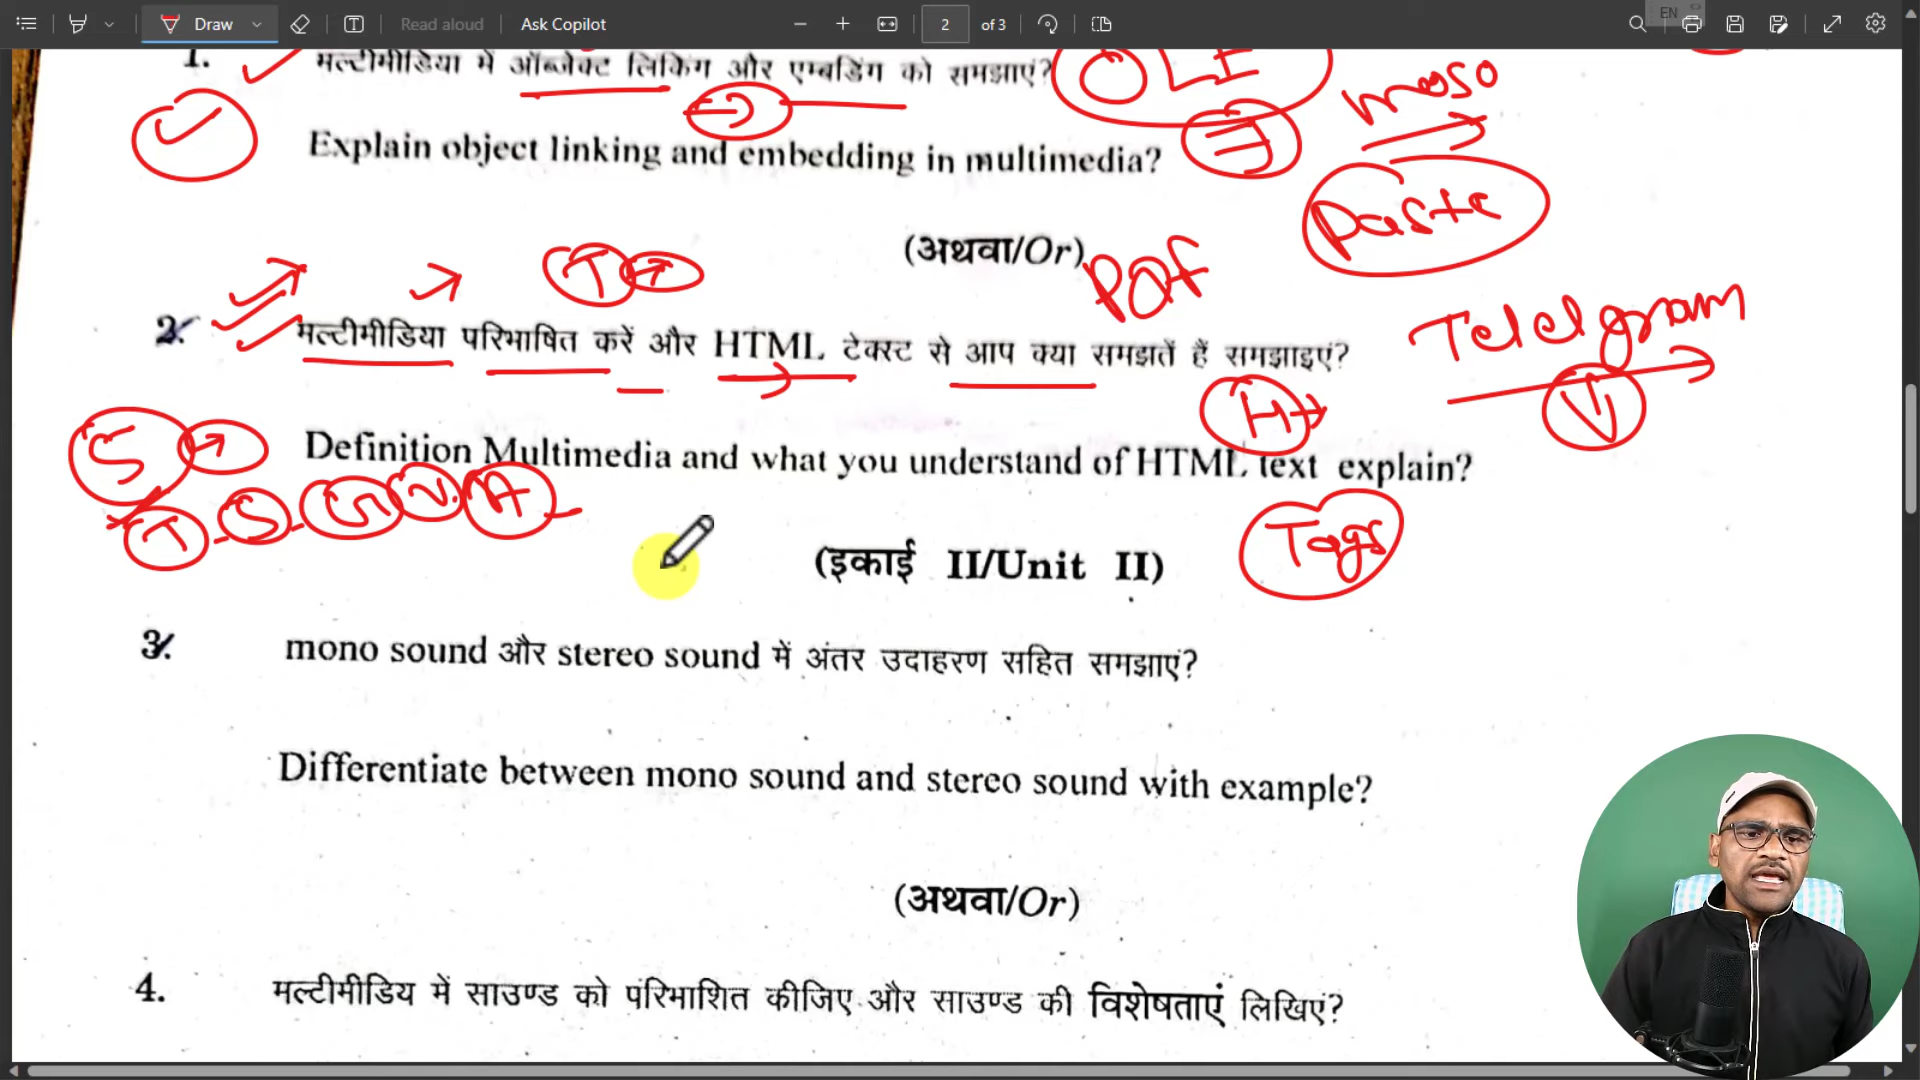 Draw
Read aloud
Ask Copilot
2
of 3
EN
1. मल्टीमीडिया में ऑब्जेक्ट लिंकिंग और एम्बडिंग को समझाएं?
OLE
moso
Explain object linking and embedding in multimedia?
Paste
(अथवा/Or)
T
Pdf
Telelgram
2. मल्टीमीडिया परिभाषित करें और HTML टेक्स्ट से आप क्या समझतें हैं समझाइएं?
H
V
5
Definition Multimedia and what you understand of HTML text explain?
T S G V. A
Tags
(इकाई II/Unit II)
3. mono sound और stereo sound में अंतर उदाहरण सहित समझाएं?
Differentiate between mono sound and stereo sound with example?
(अथवा/Or)
4. मल्टीमीडिय में साउण्ड को परिभाशित कीजिए और साउण्ड की विशेषताएं लिखिएं?